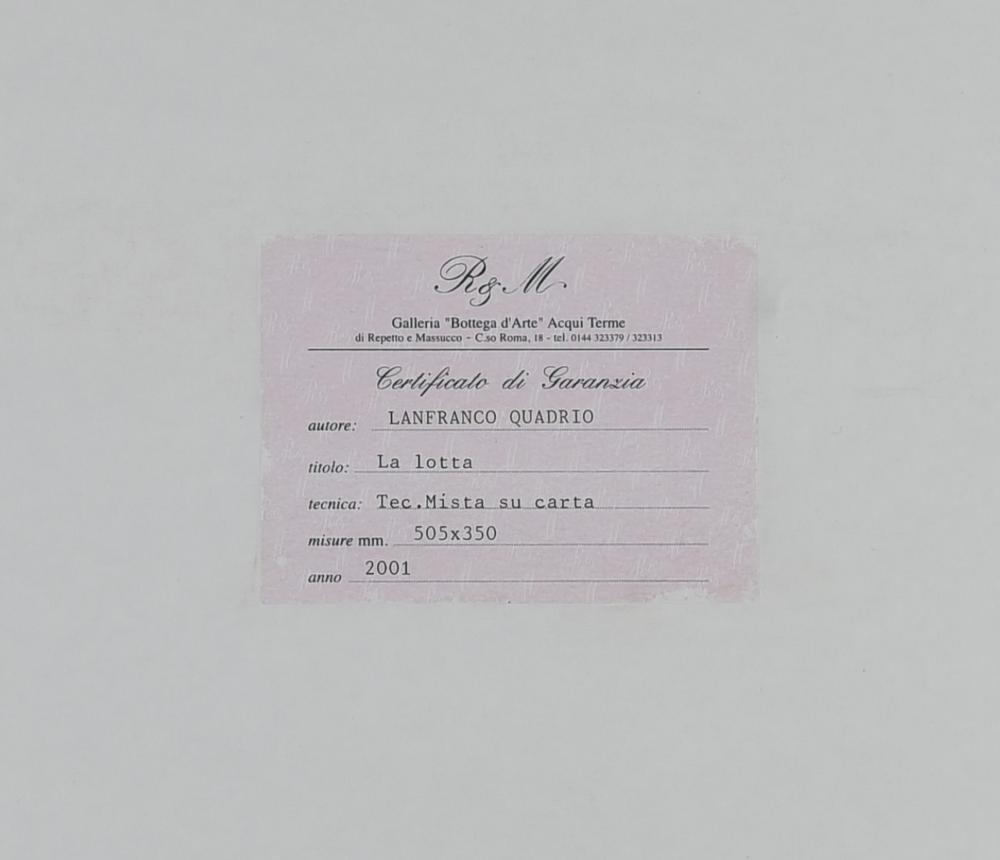 R&M
Galleria "Bottega d'Arte" Acqui Terme
di Repetto e Massucco - C.so Roma, 18 - tel. 0144 323379 / 323313
Certificato di Garanzia
autore: LANFRANCO QUADRIO
titolo: La lotta
tecnica: Tec.Mista su carta
misure mm. 505x350
anno 2001